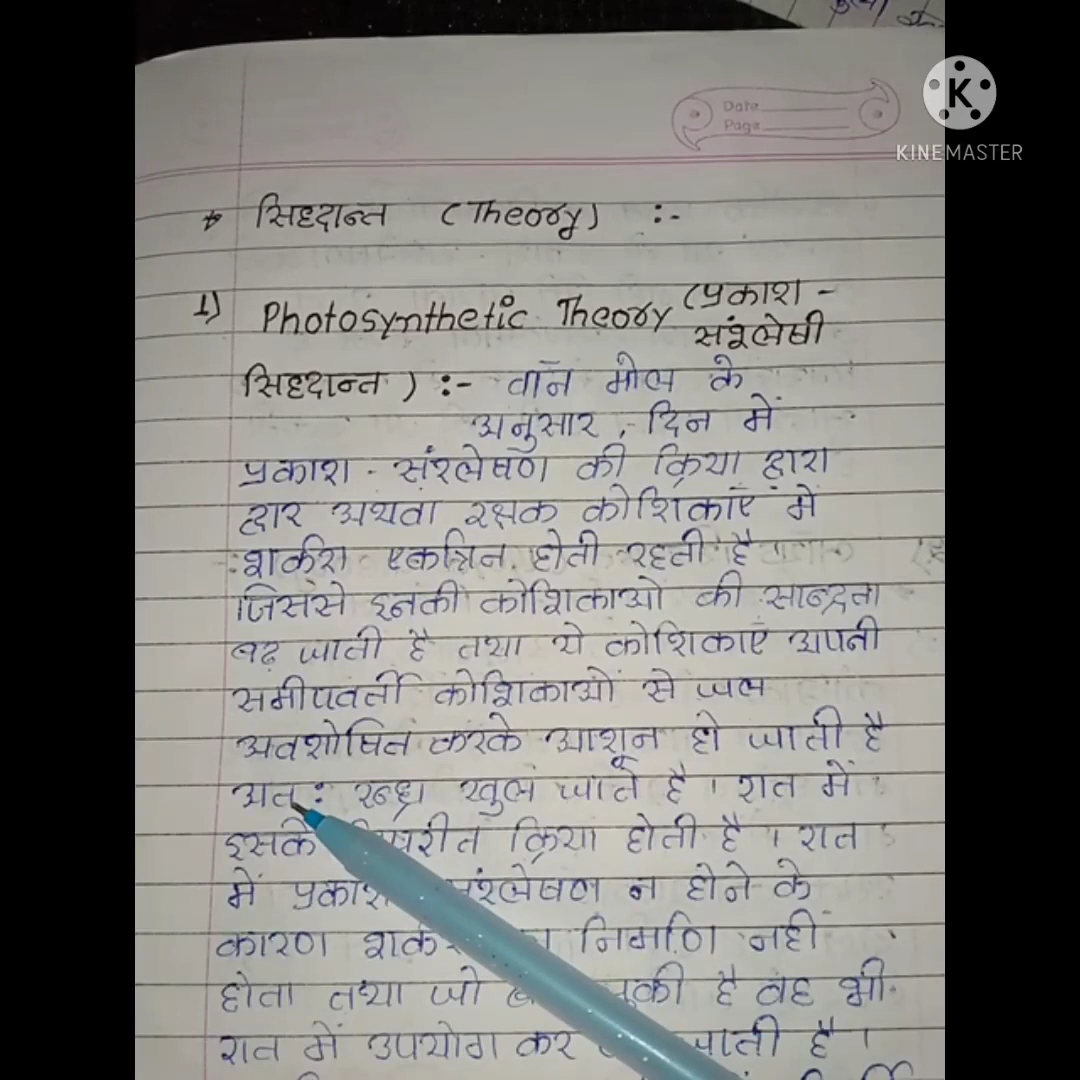 Date
Page
K
KINEMASTER
* सिध्दान्त (Theory) :-
1) Photosynthetic Theory (प्रकाश -
संश्लेषी
सिध्दान्त ) :- वॉन मोल के
अनुसार, दिन में
प्रकाश - संश्लेषण की क्रिया द्वारा
द्वार अथवा रक्षक कोशिकाएँ में
शर्करा एकत्रित होती रहती है
जिससे इनकी कोशिकाओं की सान्द्रता
बढ़ जाती है तथा ये कोशिकाएँ अपनी
समीपवर्ती कोशिकाओं से जल
अवशोषित करके आशून हो जाती है
अतः रन्ध्र खुल जाते है । रात में
इसके क्रिया होती है । रात
में न होने के
कारण निर्माण नहीं
होता तथा जो है वह भी
रात में उपयोग कर जाती है ।